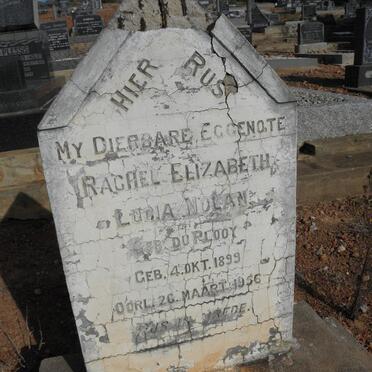 HIER RUS
MY DIERBARE EGGENOTE
RACHEL ELIZABETH
LUCIA NOLAN
GEB. DU PLOOY
GEB. 4. OKT. 1899
OORL. 26. MAART. 1956
RUS IN VREDE.